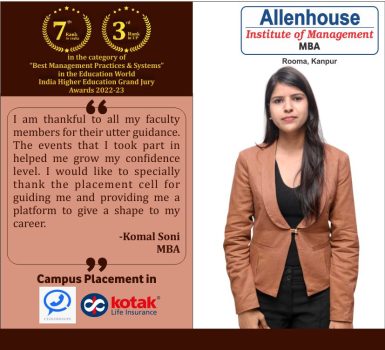 7th
Rank
in India
3rd
Rank
in UP
in the category of
"Best Management Practices & Systems"
in the Education World
India Higher Education Grand Jury
Awards 2022-23
I am thankful to all my faculty
members for their utter guidance.
The events that I took part in
helped me grow my confidence
level. I would like to specially
thank the placement cell for
guiding me and providing me a
platform to give a shape to my
career.
-Komal Soni
MBA
Campus Placement in
kotak
Life Insurance
Allenhouse
Institute of Management
MBA
Rooma, Kanpur